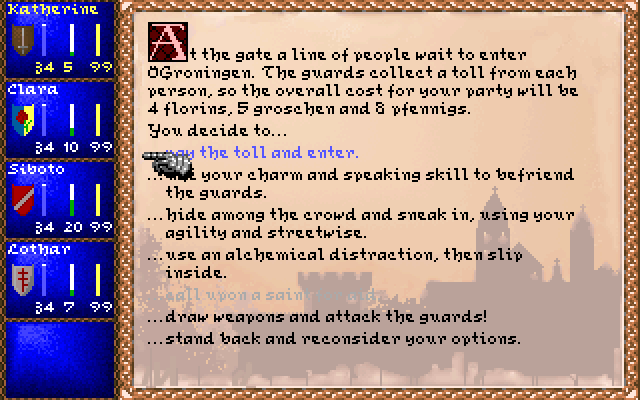 Katherine
34 5 99
Clara
34 10 99
Siboto
34 20 99
Lothar
34 7 99
At the gate a line of people wait to enter
OGroningen. The guards collect a toll from each
person, so the overall cost for your party will be
4 florins, 5 groschen and 8 pfennigs.
You decide to...
the toll and enter.
your charm and speaking skill to befriend
the guards.
...hide among the crowd and sneak in, using your
agility and streetwise.
...use an alchemical distraction, then slip
inside.
call upon a saint
...draw weapons and attack the guards!
...stand back and reconsider your options.